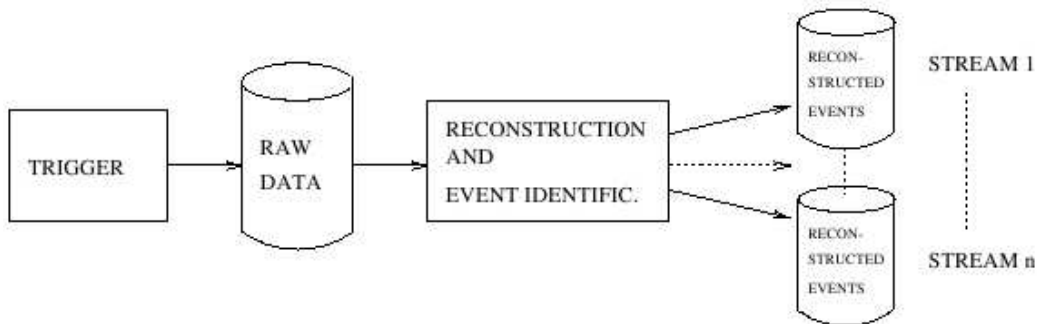 TRIGGER
RAW
DATA
RECONSTRUCTION
AND
EVENT IDENTIFIC.
RECON-
STRUCTED
EVENTS
STREAM 1
RECON-
STRUCTED
EVENTS
STREAM n